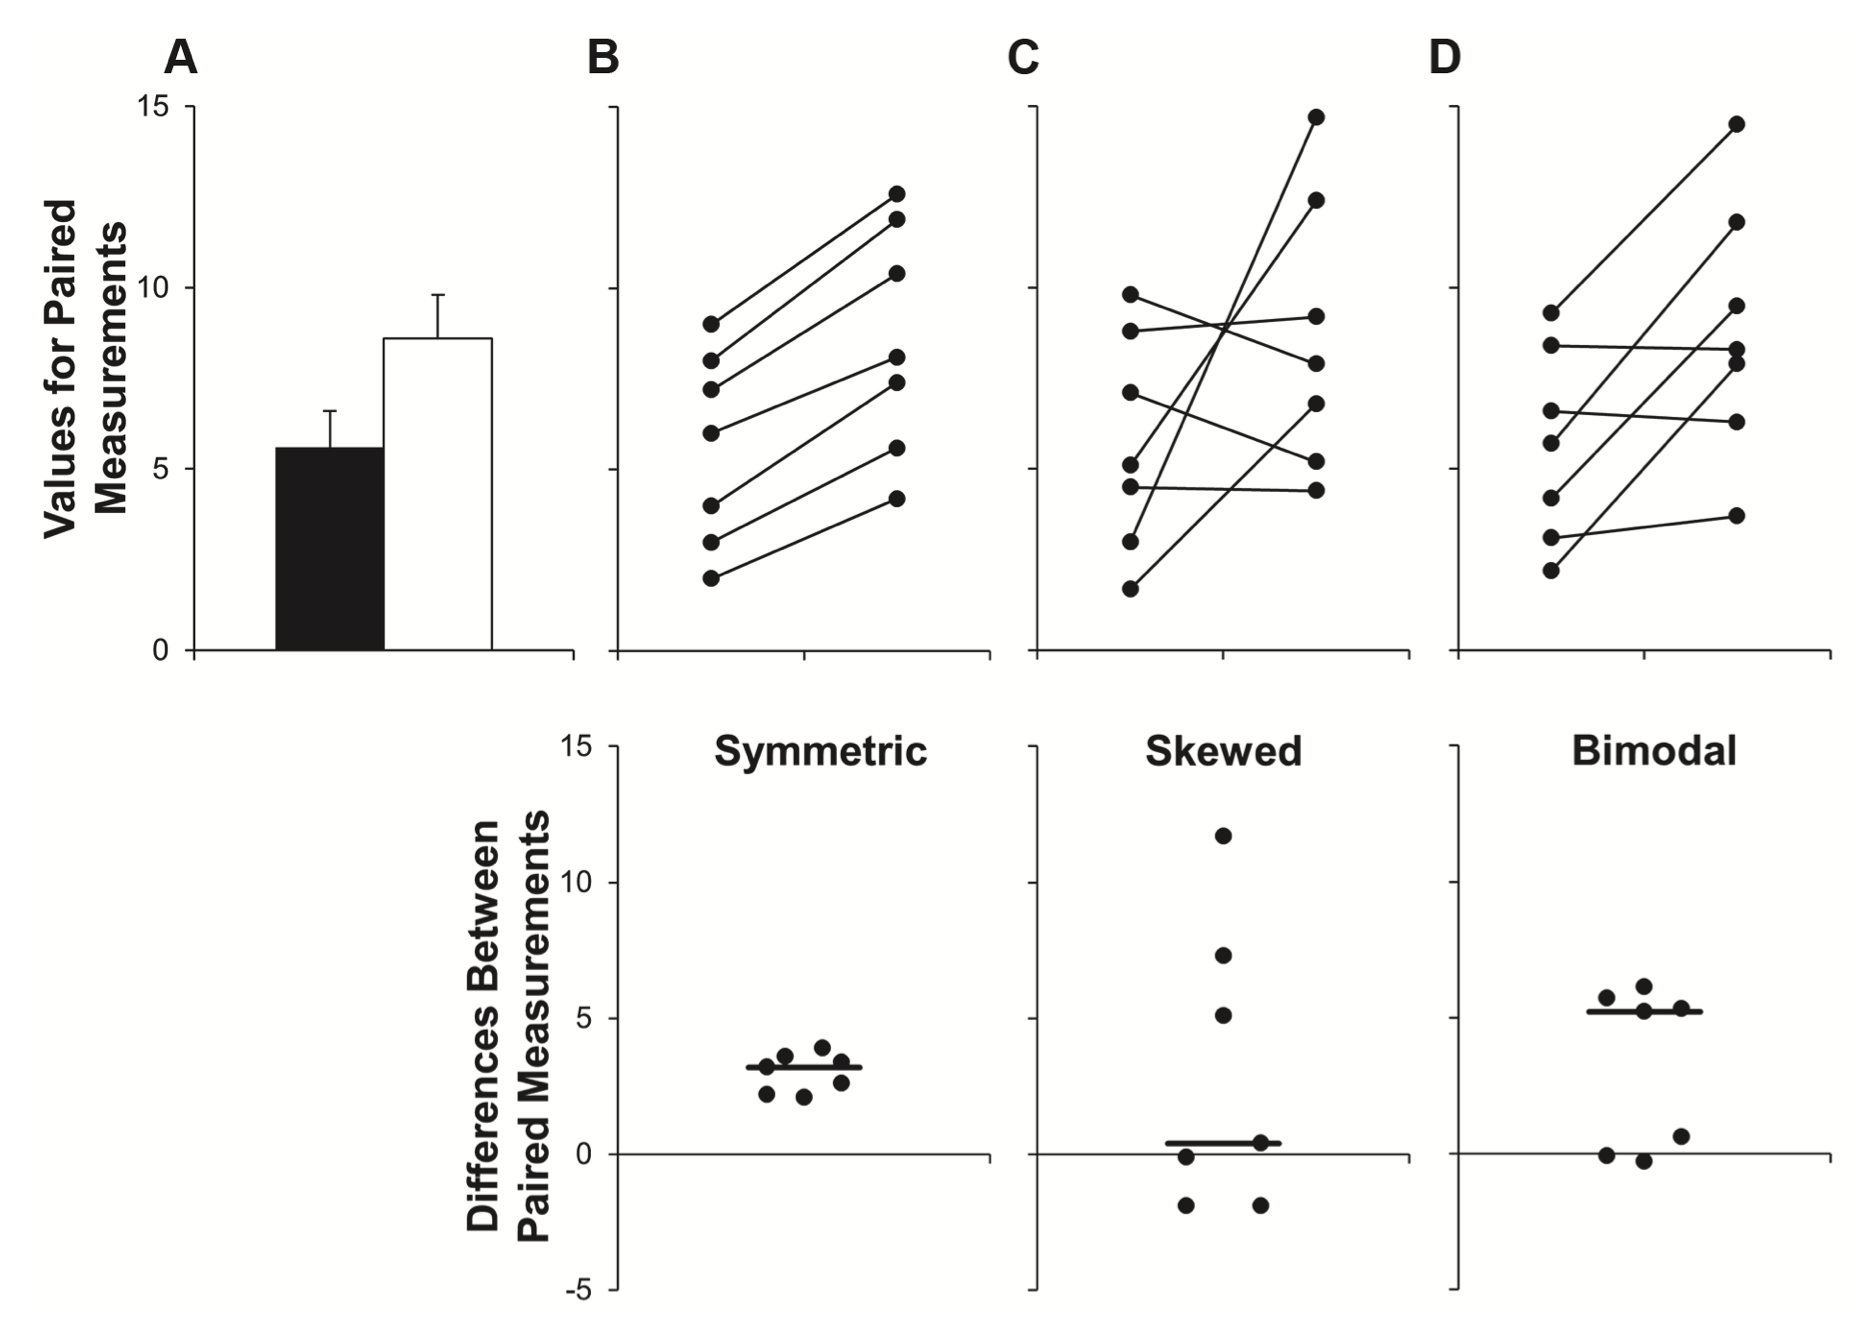 A
B
C
D
15
10
5
0
Values for Paired
Measurements
Symmetric
Skewed
Bimodal
15
10
5
0
-5
Differences Between
Paired Measurements